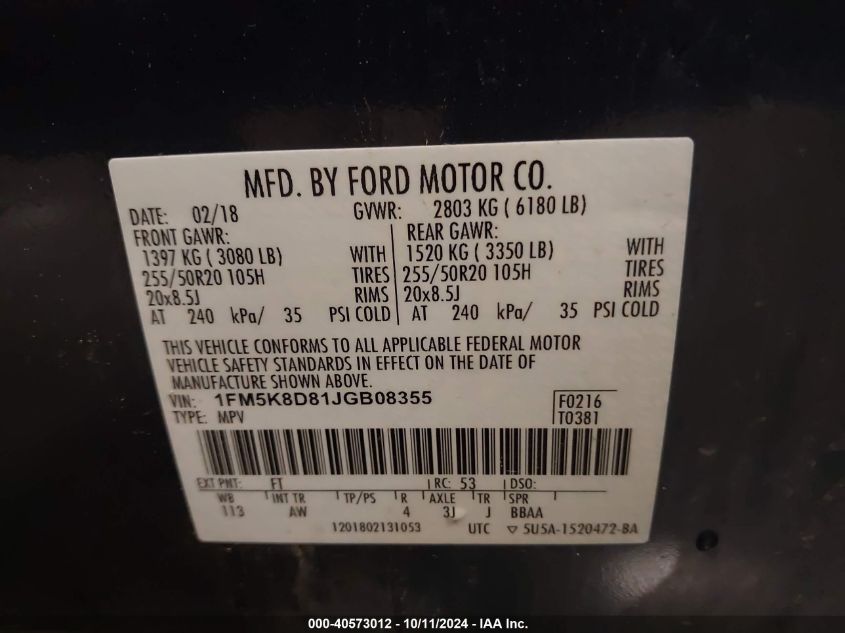 MFD. BY FORD MOTOR CO.
DATE: 02/18 GVWR: 2803 KG ( 6180 LB)
FRONT GAWR: REAR GAWR:
1397 KG ( 3080 LB) WITH 1520 KG ( 3350 LB) WITH
255/50R20 105H TIRES 255/50R20 105H TIRES
20x8.5J RIMS 20x8.5J RIMS
AT 240 kPa/ 35 PSI COLD AT 240 kPa/ 35 PSI COLD
THIS VEHICLE CONFORMS TO ALL APPLICABLE FEDERAL MOTOR
VEHICLE SAFETY STANDARDS IN EFFECT ON THE DATE OF
MANUFACTURE SHOWN ABOVE.
VIN: 1FM5K8D81JGB08355 F0216
TYPE: MPV T0381
EXT PNT: FT RC: 53 DSO:
WB INT TR TP/PS R AXLE TR SPR
113 AW 4 3J J BBAA
1201802131053 UTC ▽ 5U5A-1520472-BA
000-40573012 - 10/11/2024 - IAA Inc.